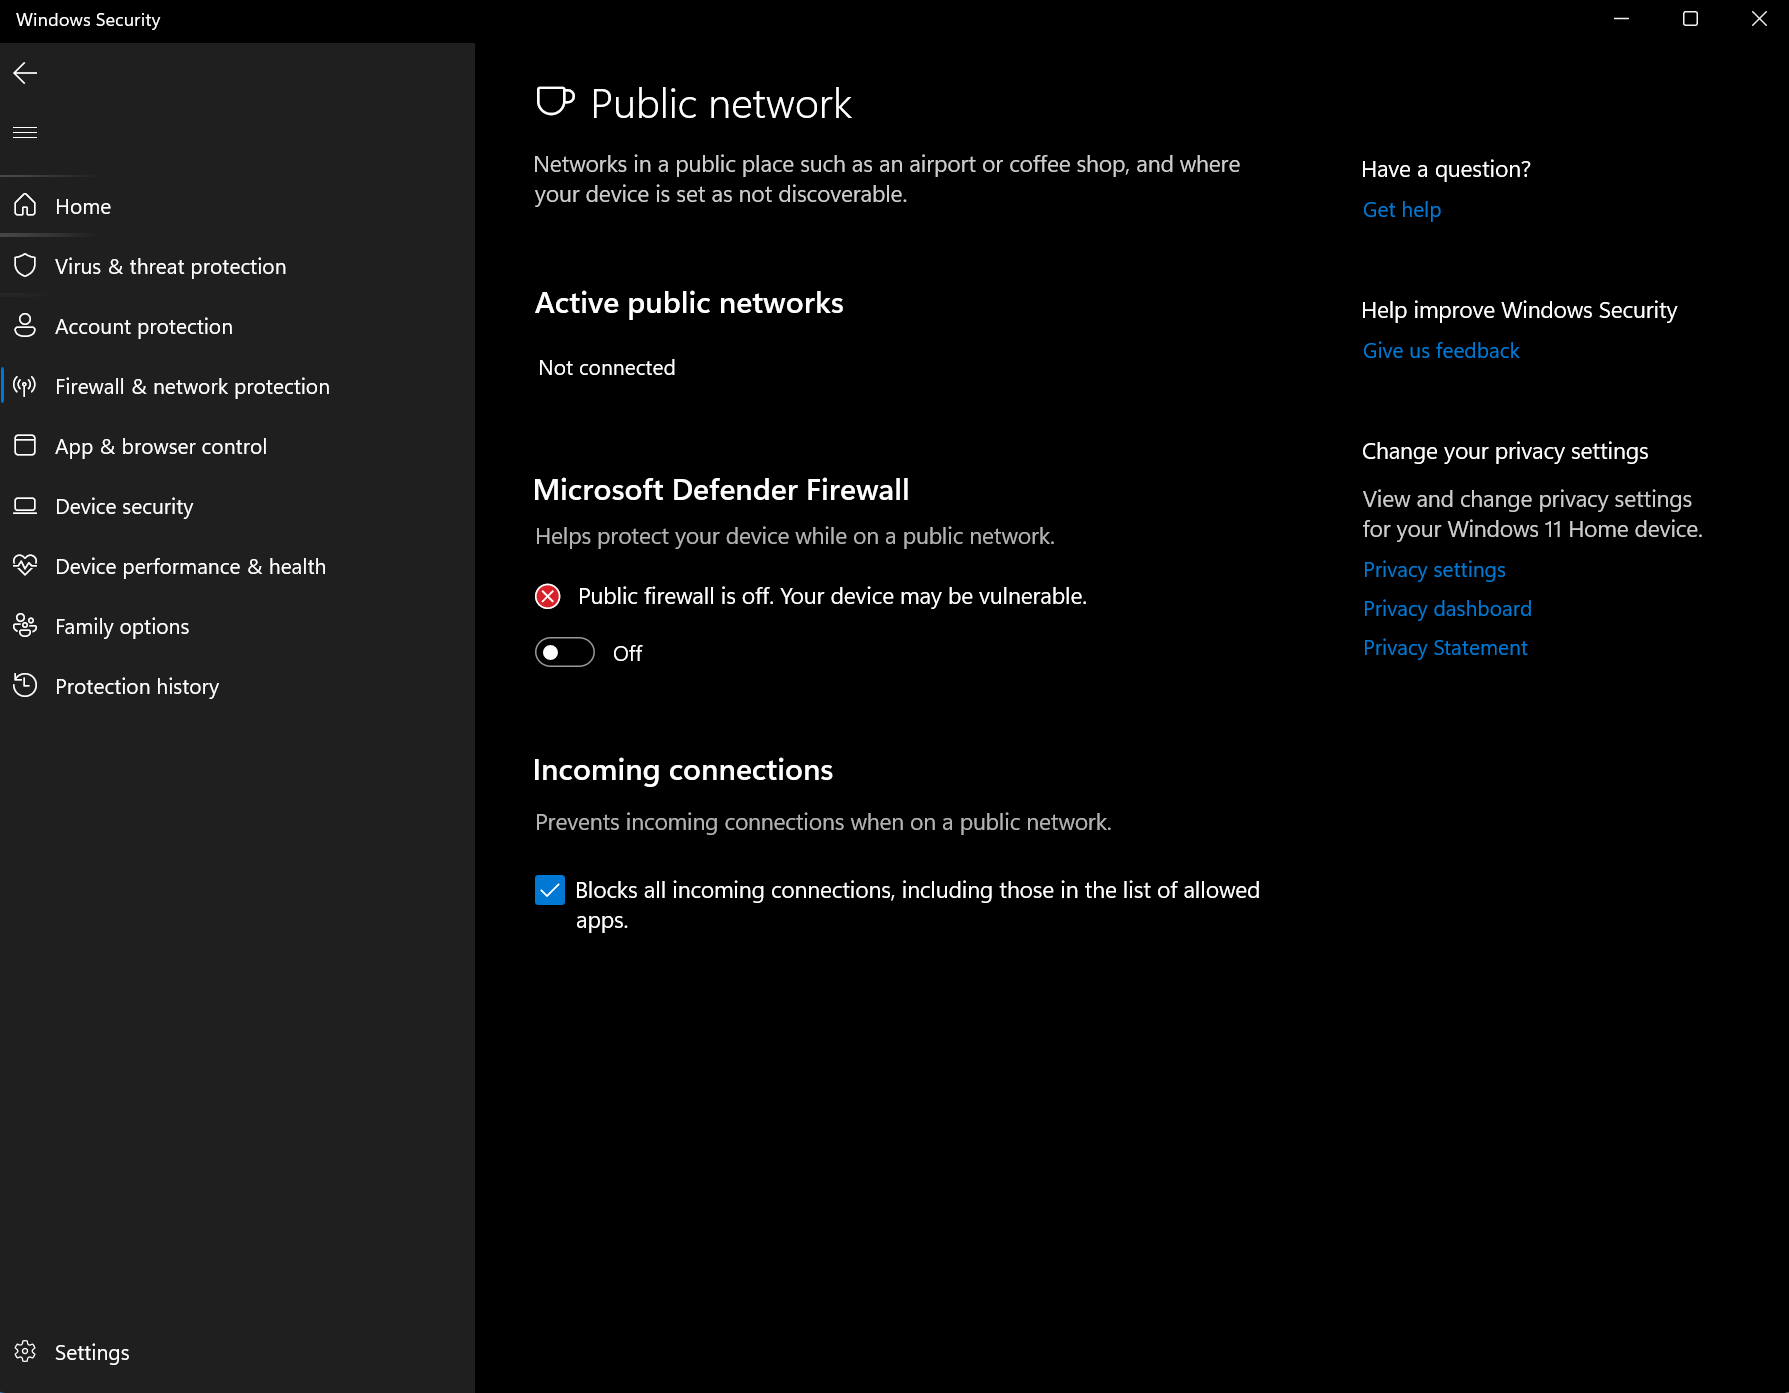 Windows Security
Home
Virus & threat protection
Account protection
Firewall & network protection
App & browser control
Device security
Device performance & health
Family options
Protection history
Settings
Public network
Networks in a public place such as an airport or coffee shop, and where
your device is set as not discoverable.
Active public networks
Not connected
Microsoft Defender Firewall
Helps protect your device while on a public network.
Public firewall is off. Your device may be vulnerable.
Off
Incoming connections
Prevents incoming connections when on a public network.
Blocks all incoming connections, including those in the list of allowed
apps.
Have a question?
Get help
Help improve Windows Security
Give us feedback
Change your privacy settings
View and change privacy settings
for your Windows 11 Home device.
Privacy settings
Privacy dashboard
Privacy Statement